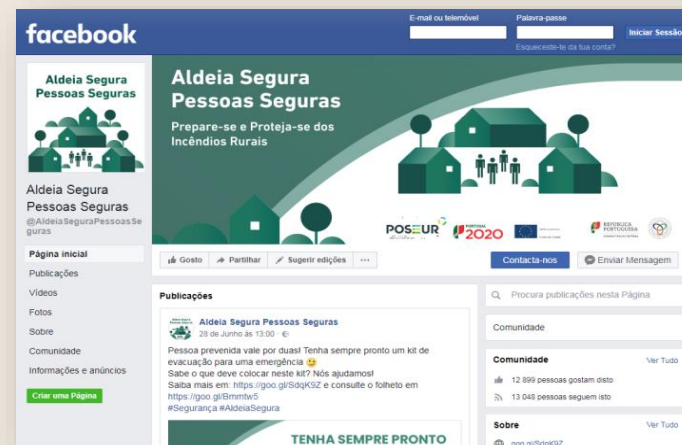 facebook
E-mail ou telemóvel
Palavra-passe
Iniciar Sessão
Esqueceste-te da tua conta?
Aldeia Segura
Pessoas Seguras
Aldeia Segura
Pessoas Seguras
Prepare-se e Proteja-se dos
Incêndios Rurais
POSEUR
PORTUGAL
2020
REPÚBLICA
PORTUGUESA
Aldeia Segura
Pessoas Seguras
@AldeiaSeguraPessoasSe
guras
Página inicial
Publicações
Vídeos
Fotos
Sobre
Comunidade
Informações e anúncios
Criar uma Página
Gosto
Partilhar
Sugerir edições
Contacta-nos
Enviar Mensagem
Publicações
Aldeia Segura Pessoas Seguras
28 de Junho às 13:00
Pessoa prevenida vale por duas! Tenha sempre pronto um kit de
evacuação para uma emergência
Sabe o que deve colocar neste kit? Nós ajudamos!
Saiba mais em: https://goo.gl/SdqK9Z e consulte o folheto em
https://goo.gl/Bmmtw5
#Segurança #AldeiaSegura
TENHA SEMPRE PRONTO
Procura publicações nesta Página
Comunidade
Comunidade
Ver Tudo
12 899 pessoas gostam disto
13 048 pessoas seguem isto
Sobre
Ver Tudo
goo.gl/SdqK9Z